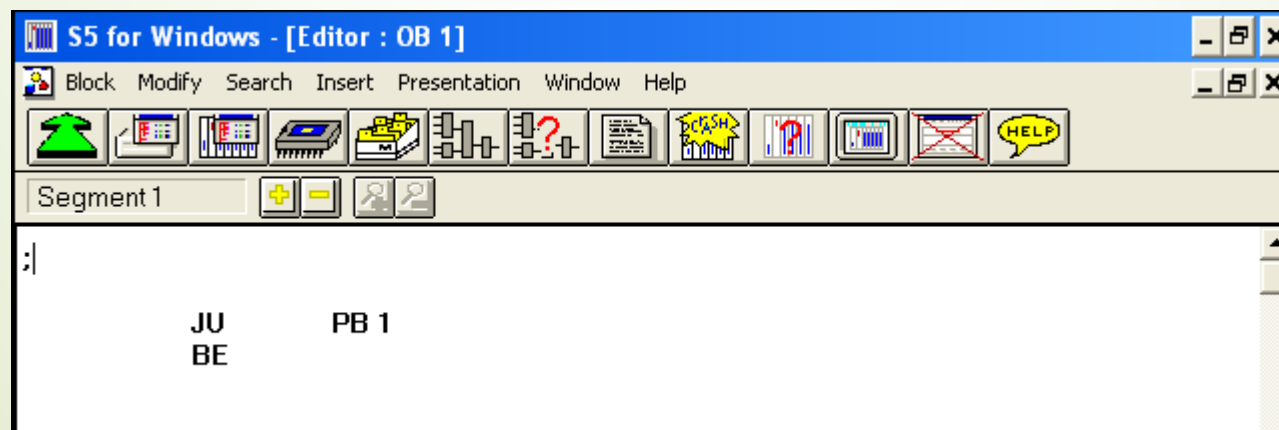 S5 for Windows - [Editor : OB 1]
Block Modify Search Insert Presentation Window Help
CRASH HELP
Segment 1
;
JU PB 1
BE